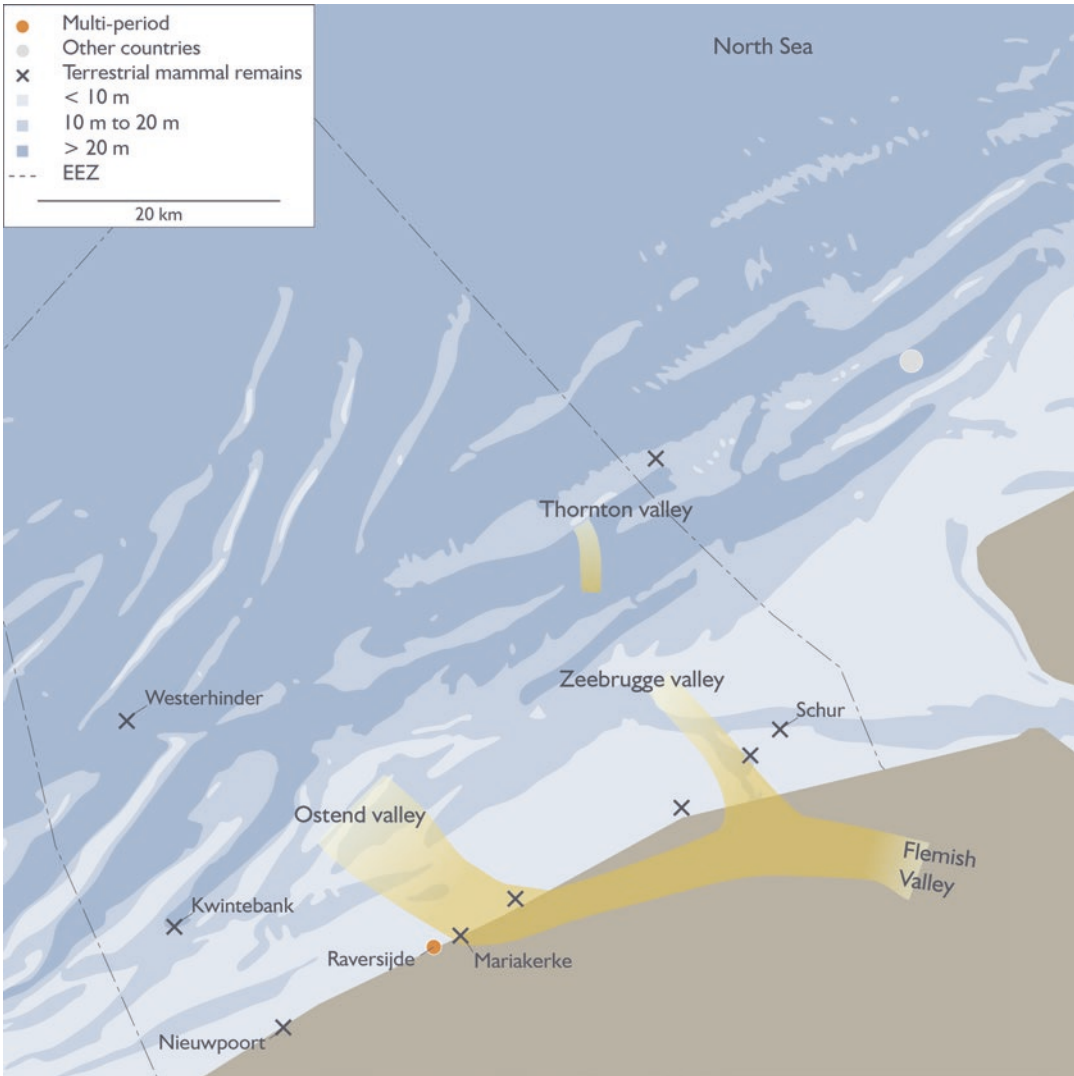 Multi-period
Other countries
Terrestrial mammal remains
< 10 m
10 m to 20 m
> 20 m
EEZ
20 km
North Sea
Thornton valley
Zeebrugge valley
Westerhinder
Schur
Ostend valley
Flemish
Valley
Kwintebank
Raversijde
Mariakerke
Nieuwpoort